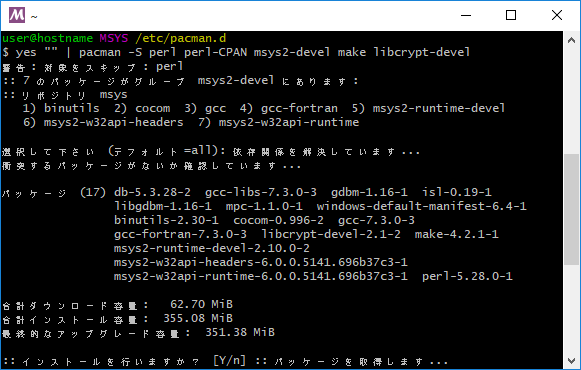 ~
user@hostname MSYS /etc/pacman.d
$ yes "" | pacman -S perl perl-CPAN msys2-devel make libcrypt-devel
警告:対象をスキップ:perl
:: 7 のパッケージがグループ msys2-devel にあります:
:: リポジトリ msys
1) binutils 2) cocom 3) gcc 4) gcc-fortran 5) msys2-runtime-devel
6) msys2-w32api-headers 7) msys2-w32api-runtime
選択して下さい (デフォルト=all): 依存関係を解決しています...
衝突するパッケージがないか確認しています...
パッケージ (17) db-5.3.28-2 gcc-libs-7.3.0-3 gdbm-1.16-1 isl-0.19-1
libgdbm-1.16-1 mpc-1.1.0-1 windows-default-manifest-6.4-1
binutils-2.30-1 cocom-0.996-2 gcc-7.3.0-3
gcc-fortran-7.3.0-3 libcrypt-devel-2.1-2 make-4.2.1-1
msys2-runtime-devel-2.10.0-2
msys2-w32api-headers-6.0.0.5141.696b37c3-1
msys2-w32api-runtime-6.0.0.5141.696b37c3-1 perl-5.28.0-1
合計ダウンロード容量: 62.70 MiB
合計インストール容量: 355.08 MiB
最終的なアップグレード容量: 351.38 MiB
:: インストールを行いますか? [Y/n] :: パッケージを取得します...